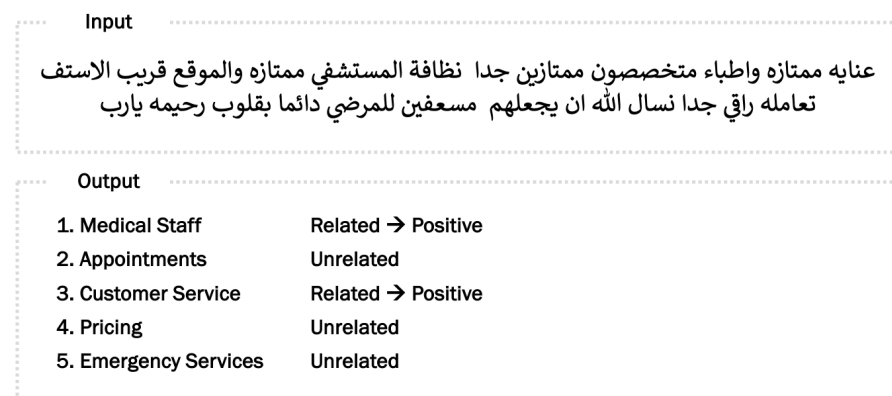 Input
عنايه ممتازه واطباء متخصصون ممتازين جدا نظافة المستشفي ممتازه والموقع قريب الاستف
تعامله راقي جدا نسال الله ان يجعلهم مسعفين للمرضي دائما بقلوب رحيمه يارب
Output
1. Medical Staff Related → Positive
2. Appointments Unrelated
3. Customer Service Related → Positive
4. Pricing Unrelated
5. Emergency Services Unrelated